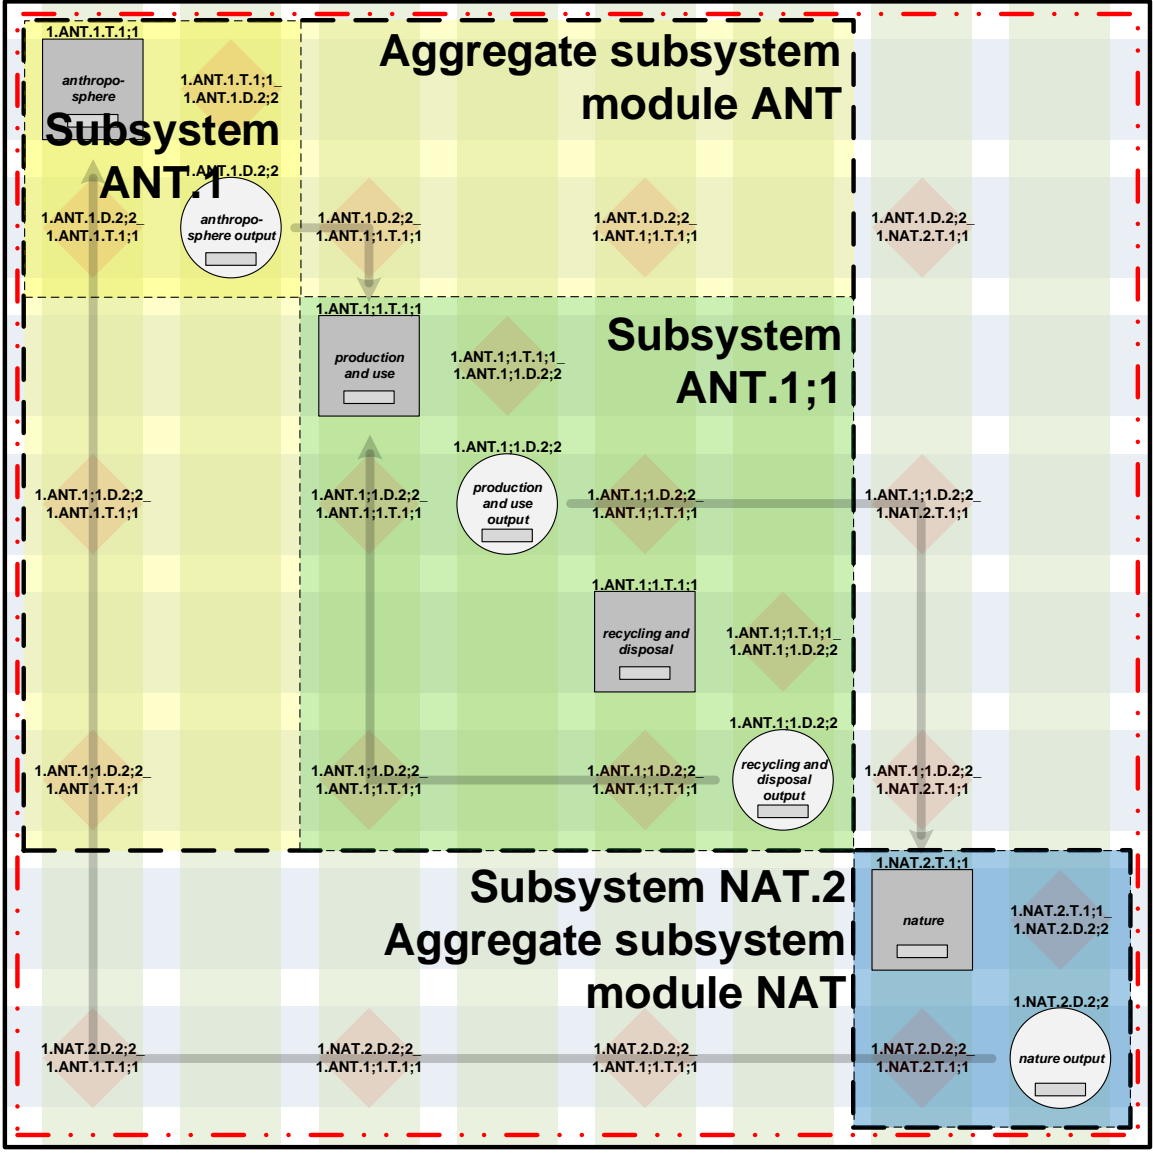 1.ANT.1.T.1;1
anthropo-
sphere
1.ANT.1.T.1;1_
1.ANT.1.D.2;2
Aggregate subsystem
module ANT
Subsystem
ANT.1
1.ANT.1.D.2;2
1.ANT.1.D.2;2_
1.ANT.1.T.1;1
anthropo-
sphere output
1.ANT.1.D.2;2_
1.ANT.1;1.T.1;1
1.ANT.1.D.2;2_
1.ANT.1;1.T.1;1
1.ANT.1.D.2;2_
1.NAT.2.T.1;1
1.ANT.1;1.T.1;1
production
and use
1.ANT.1;1.T.1;1_
1.ANT.1;1.D.2;2
Subsystem
ANT.1;1
1.ANT.1;1.D.2;2
1.ANT.1;1.D.2;2_
1.ANT.1.T.1;1
1.ANT.1;1.D.2;2_
1.ANT.1;1.T.1;1
production
and use
output
1.ANT.1;1.D.2;2_
1.ANT.1;1.T.1;1
1.ANT.1;1.D.2;2_
1.NAT.2.T.1;1
1.ANT.1;1.T.1;1
recycling and
disposal
1.ANT.1;1.T.1;1_
1.ANT.1;1.D.2;2
1.ANT.1;1.D.2;2
1.ANT.1;1.D.2;2_
1.ANT.1.T.1;1
1.ANT.1;1.D.2;2_
1.ANT.1;1.T.1;1
1.ANT.1;1.D.2;2_
1.ANT.1;1.T.1;1
recycling and
disposal
output
1.ANT.1;1.D.2;2_
1.NAT.2.T.1;1
Subsystem NAT.2
Aggregate subsystem
module NAT
1.NAT.2.T.1;1
nature
1.NAT.2.T.1;1_
1.NAT.2.D.2;2
1.NAT.2.D.2;2
1.NAT.2.D.2;2_
1.ANT.1.T.1;1
1.NAT.2.D.2;2_
1.ANT.1;1.T.1;1
1.NAT.2.D.2;2_
1.ANT.1;1.T.1;1
1.NAT.2.D.2;2_
1.NAT.2.T.1;1
nature output